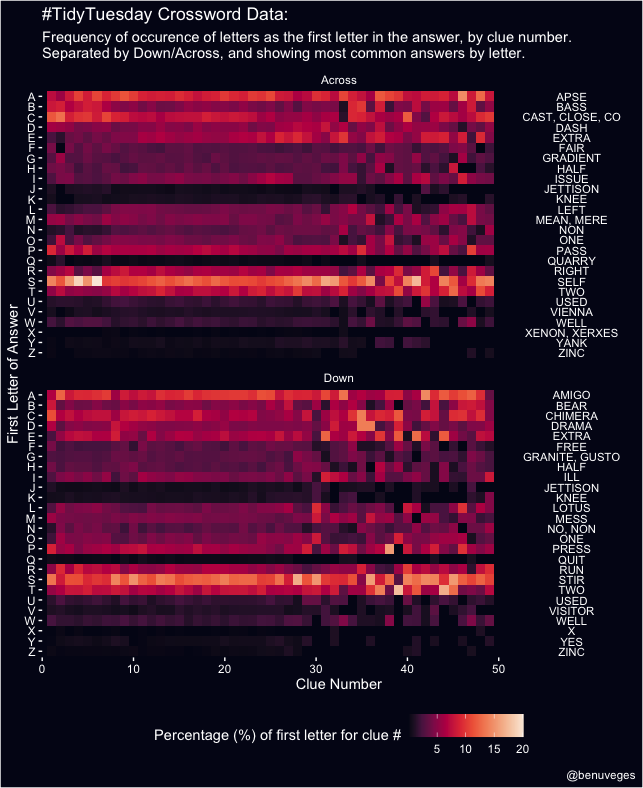 #TidyTuesday Crossword Data:
Frequency of occurence of letters as the first letter in the answer, by clue number.
Separated by Down/Across, and showing most common answers by letter.
Across
A APSE
B BASS
C CAST, CLOSE, CO
D DASH
E EXTRA
F FAIR
G GRADIENT
H HALF
I ISSUE
J JETTISON
K KNEE
L LEFT
M MEAN, MERE
N NON
O ONE
P PASS
Q QUARRY
R RIGHT
S SELF
T TWO
U USED
V VIENNA
W WELL
X XENON, XERXES
Y YANK
Z ZINC
First Letter of Answer
Down
A AMIGO
B BEAR
C CHIMERA
D DRAMA
E EXTRA
F FREE
G GRANITE, GUSTO
H HALF
I ILL
J JETTISON
K KNEE
L LOTUS
M MESS
N NO, NON
O ONE
P PRESS
Q QUIT
R RUN
S STIR
T TWO
U USED
V VISITOR
W WELL
X X
Y YES
Z ZINC
0 10 20 30 40 50
Clue Number
Percentage (%) of first letter for clue #
5 10 15 20
@benuveges